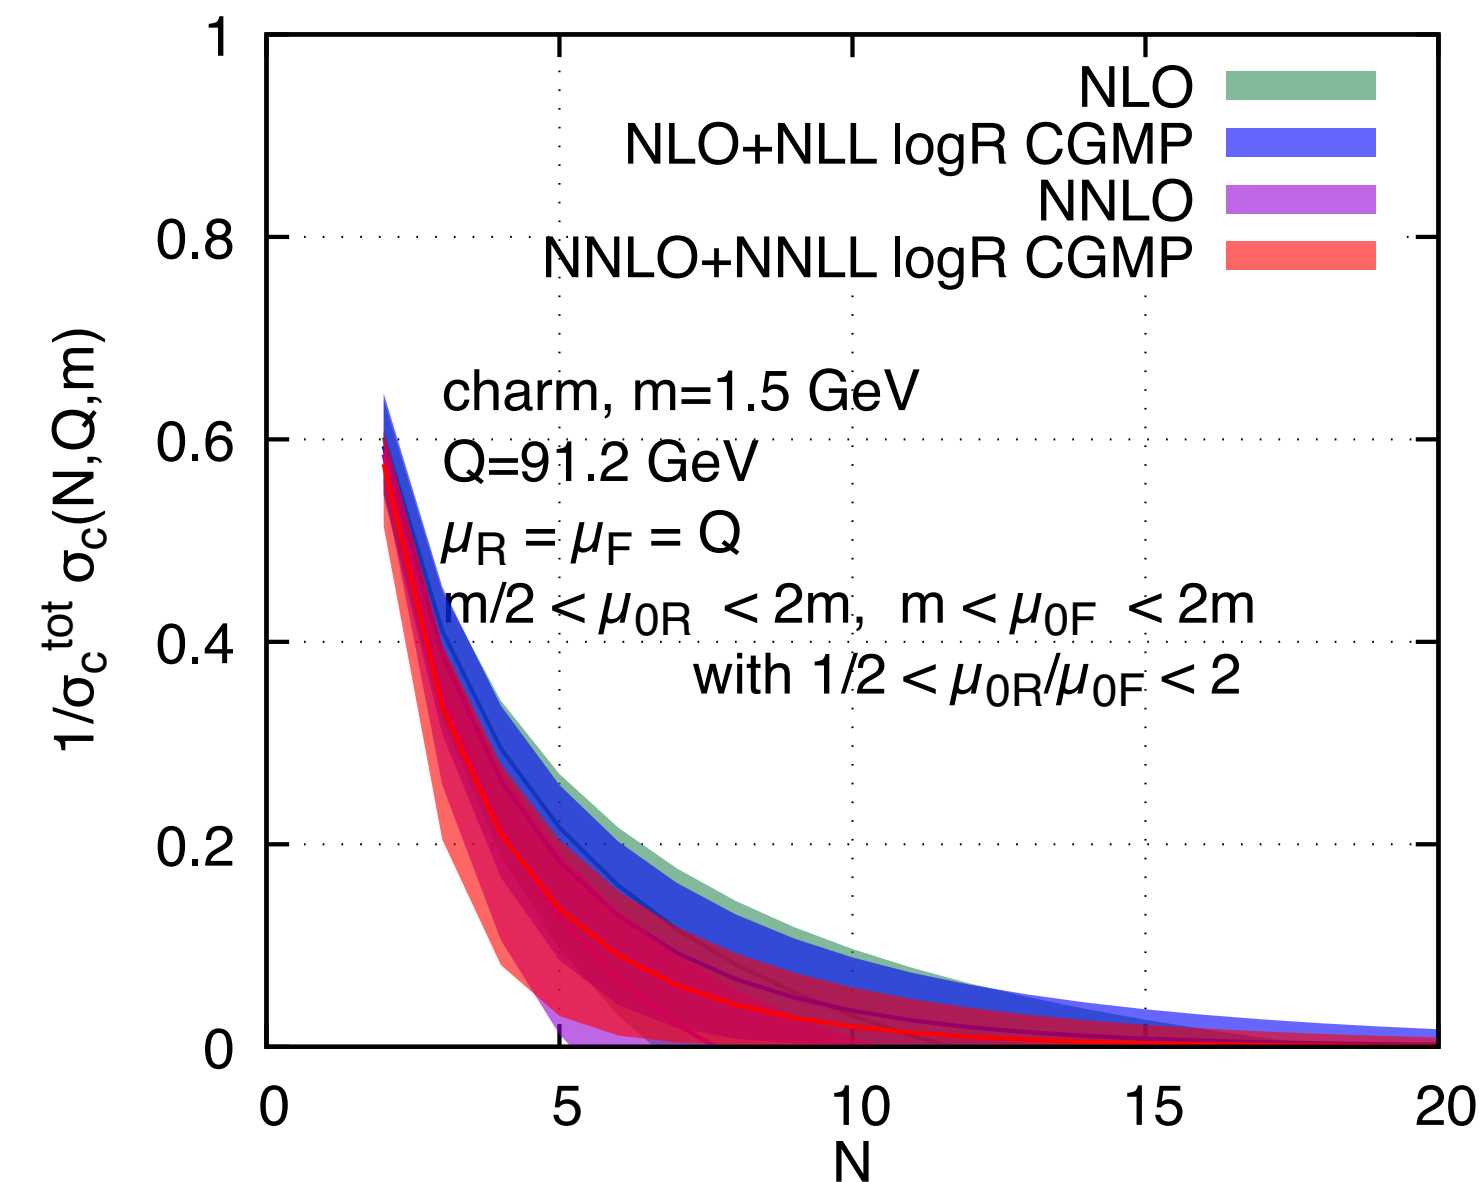 1
NLO
NLO+NLL logR CGMP
NNLO
0.8
NNLO+NNLL logR CGMP
charm, m=1.5 GeV
0.6
Q=91.2 GeV
μR = μF = Q
m/2 < μ0R < 2m, m < μ0F < 2m
0.4
with 1/2 < μ0R/μ0F < 2
0.2
0
0 5 10 15 20
N
1/σc tot σc(N,Q,m)